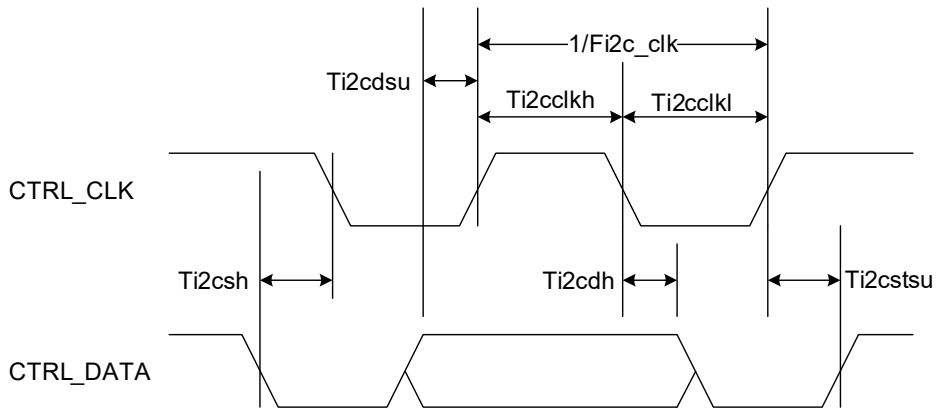 1/Fi2c_clk
Ti2cdsu
Ti2cclkh
Ti2cclkl
CTRL_CLK
Ti2csh
Ti2cdh
Ti2cstsu
CTRL_DATA